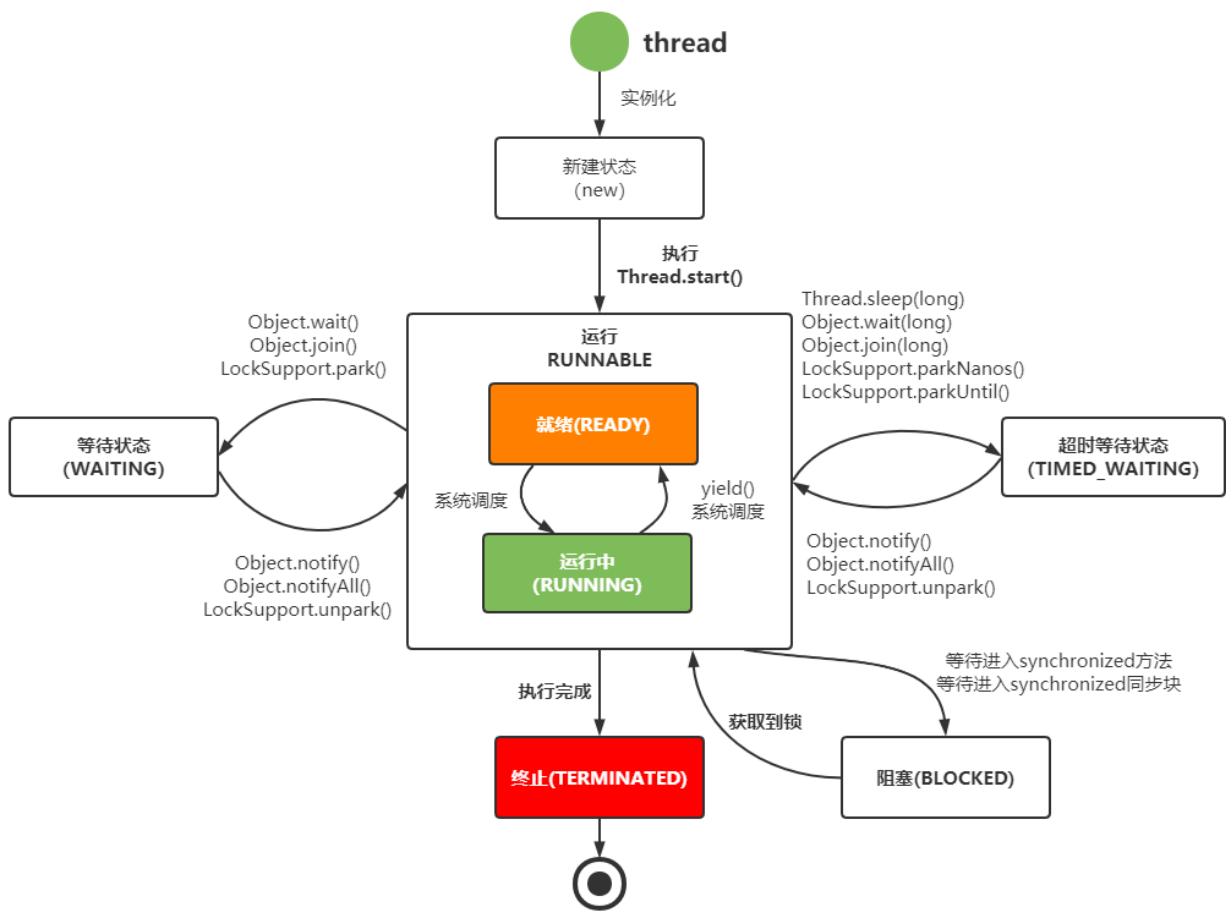 thread
实例化
新建状态
（new）
执行
Thread.start()
Object.wait()
Object.join()
LockSupport.park()
运行
RUNNABLE
Thread.sleep(long)
Object.wait(long)
Object.join(long)
LockSupport.parkNanos()
LockSupport.parkUntil()
就绪(READY)
等待状态
(WAITING)
超时等待状态
(TIMED_WAITING)
系统调度
yield()
系统调度
运行中
(RUNNING)
Object.notify()
Object.notifyAll()
LockSupport.unpark()
Object.notify()
Object.notifyAll()
LockSupport.unpark()
执行完成
等待进入synchronized方法
等待进入synchronized同步块
获取到锁
终止(TERMINATED)
阻塞(BLOCKED)